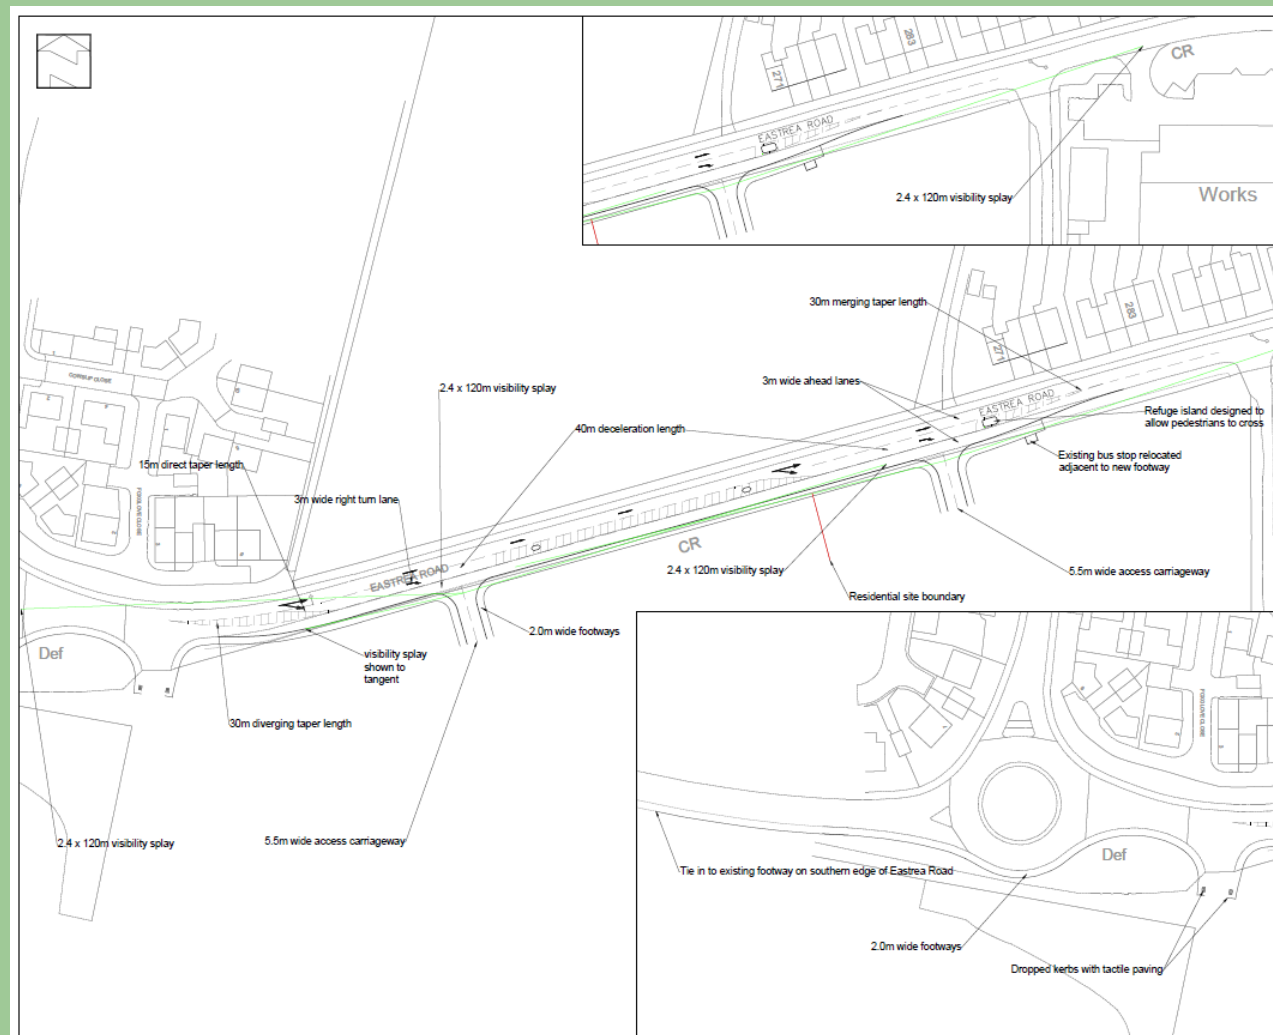 283
CR
271
EASTREA ROAD
2.4 x 120m visibility splay
Works
30m merging taper length
283
271
3m wide ahead lanes
EASTREA ROAD
2.4 x 120m visibility splay
Refuge island designed to
allow pedestrians to cross
40m deceleration length
Existing bus stop relocated
adjacent to new footway
15m direct taper length
3m wide right turn lane
FOXGLOVE CLOSE
CR
2.4 x 120m visibility splay
5.5m wide access carriageway
EASTREA ROAD
Residential site boundary
2.0m wide footways
Def
visibility splay
shown to
tangent
30m diverging taper length
FOXGLOVE CLOSE
2.4 x 120m visibility splay
5.5m wide access carriageway
Def
Tie in to existing footway on southern edge of Eastrea Road
2.0m wide footways
Dropped kerbs with tactile paving